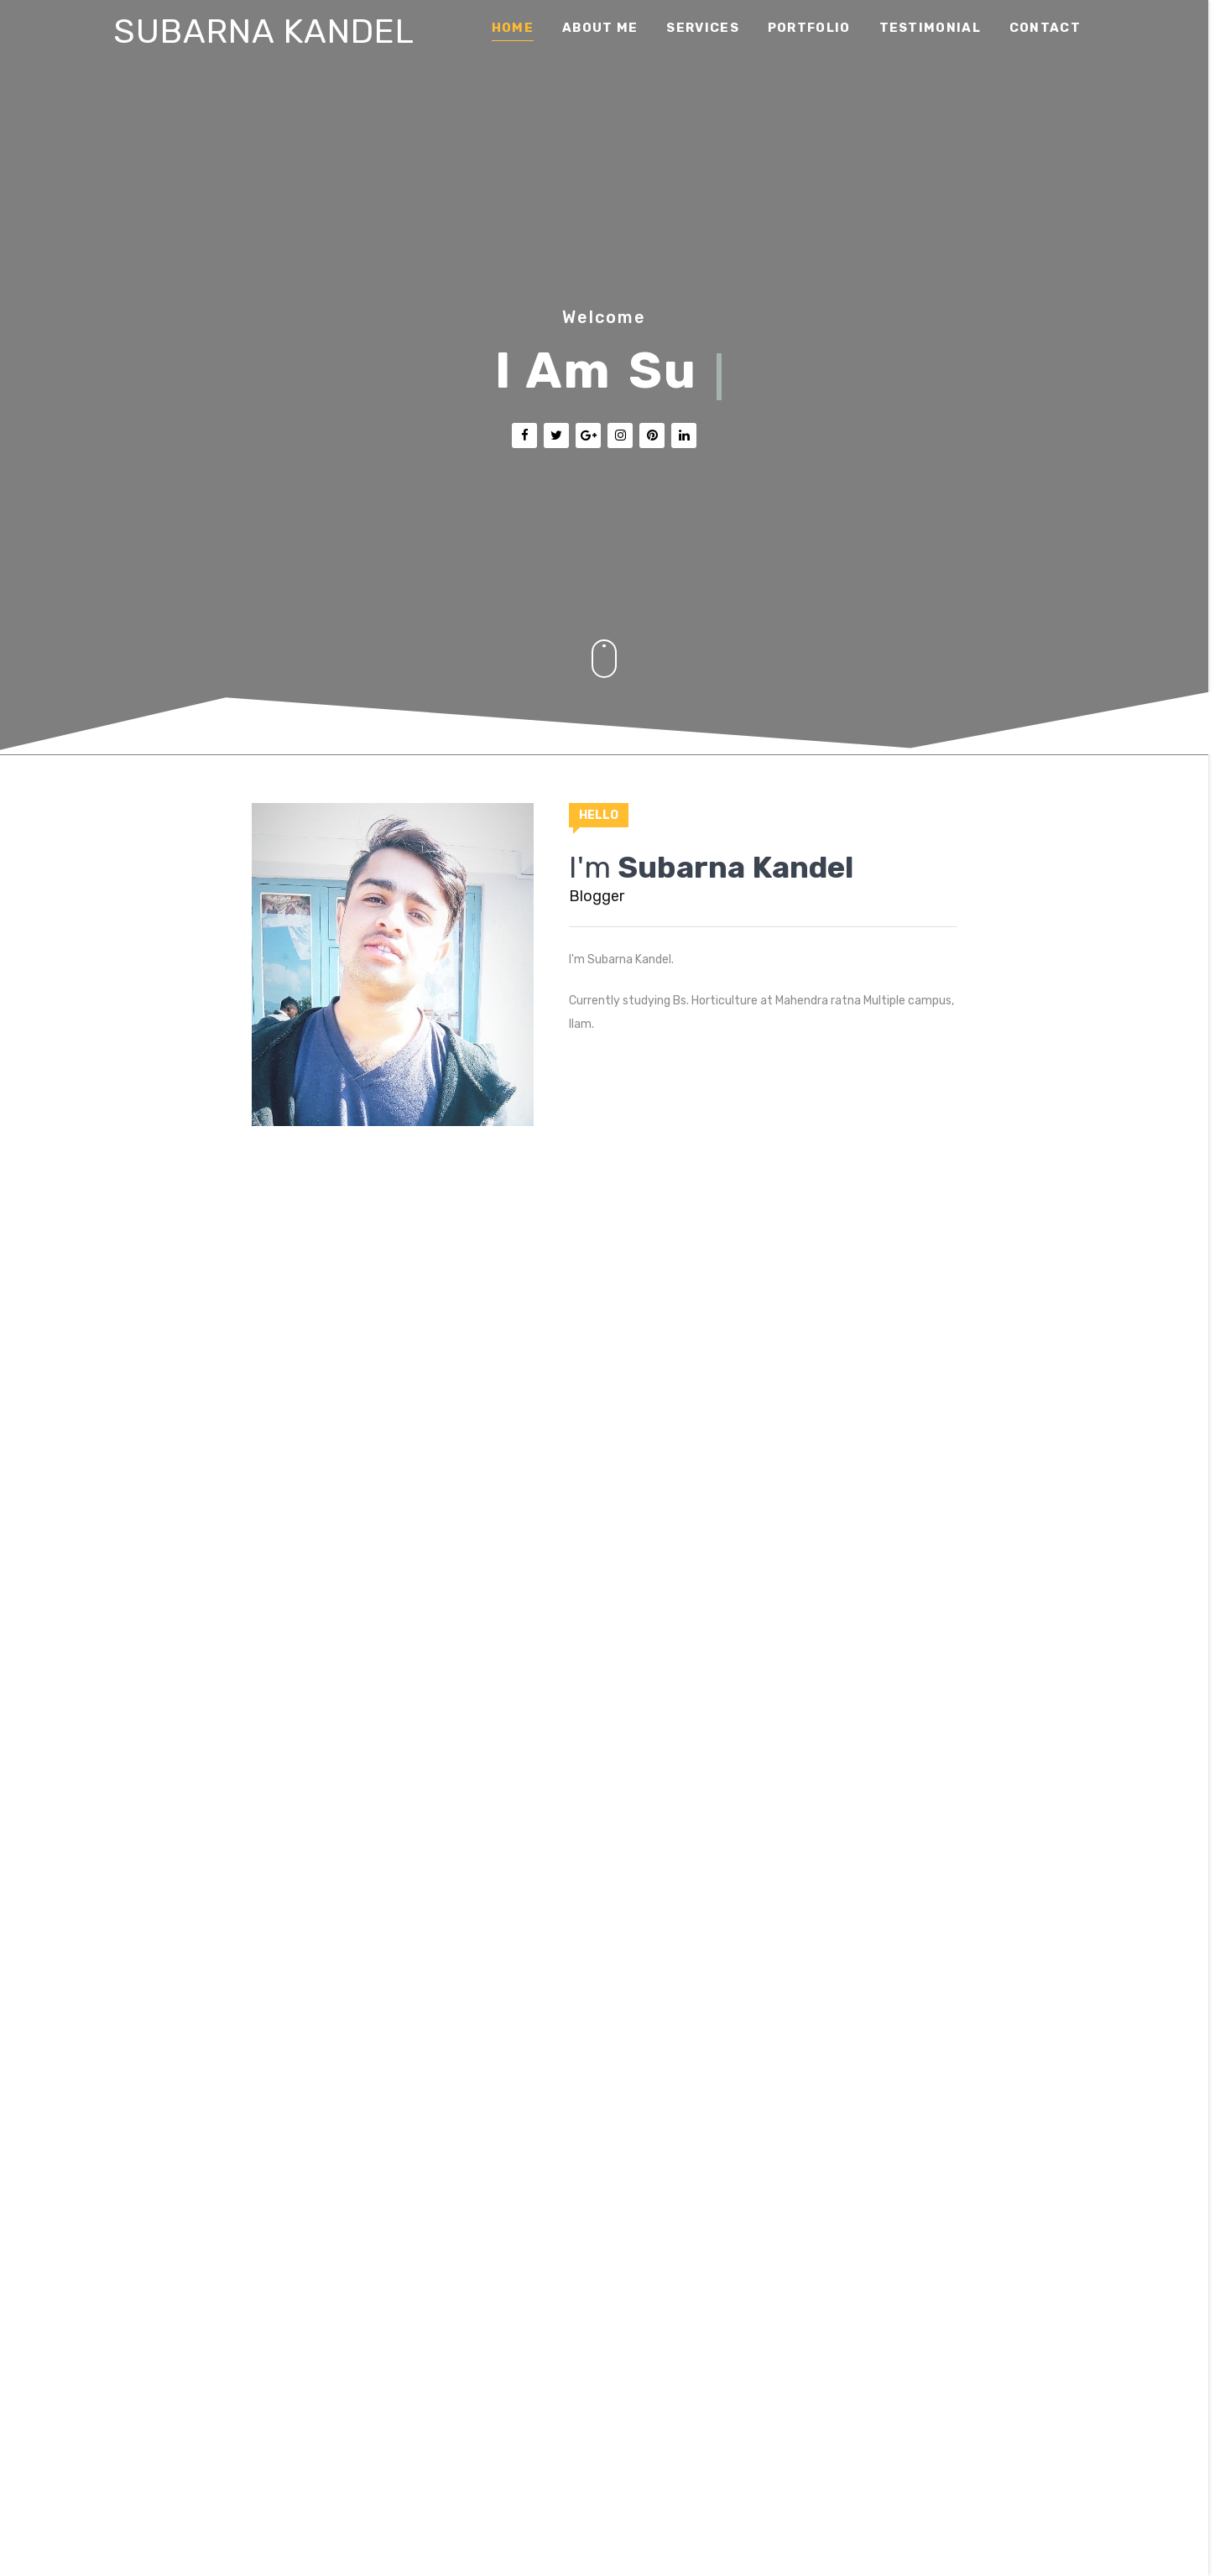 SUBARNA KANDEL
HOME ABOUT ME SERVICES PORTFOLIO TESTIMONIAL CONTACT
Welcome
I Am Su
HELLO
I'm Subarna Kandel
Blogger
I'm Subarna Kandel.
Currently studying Bs. Horticulture at Mahendra ratna Multiple campus,
Ilam.